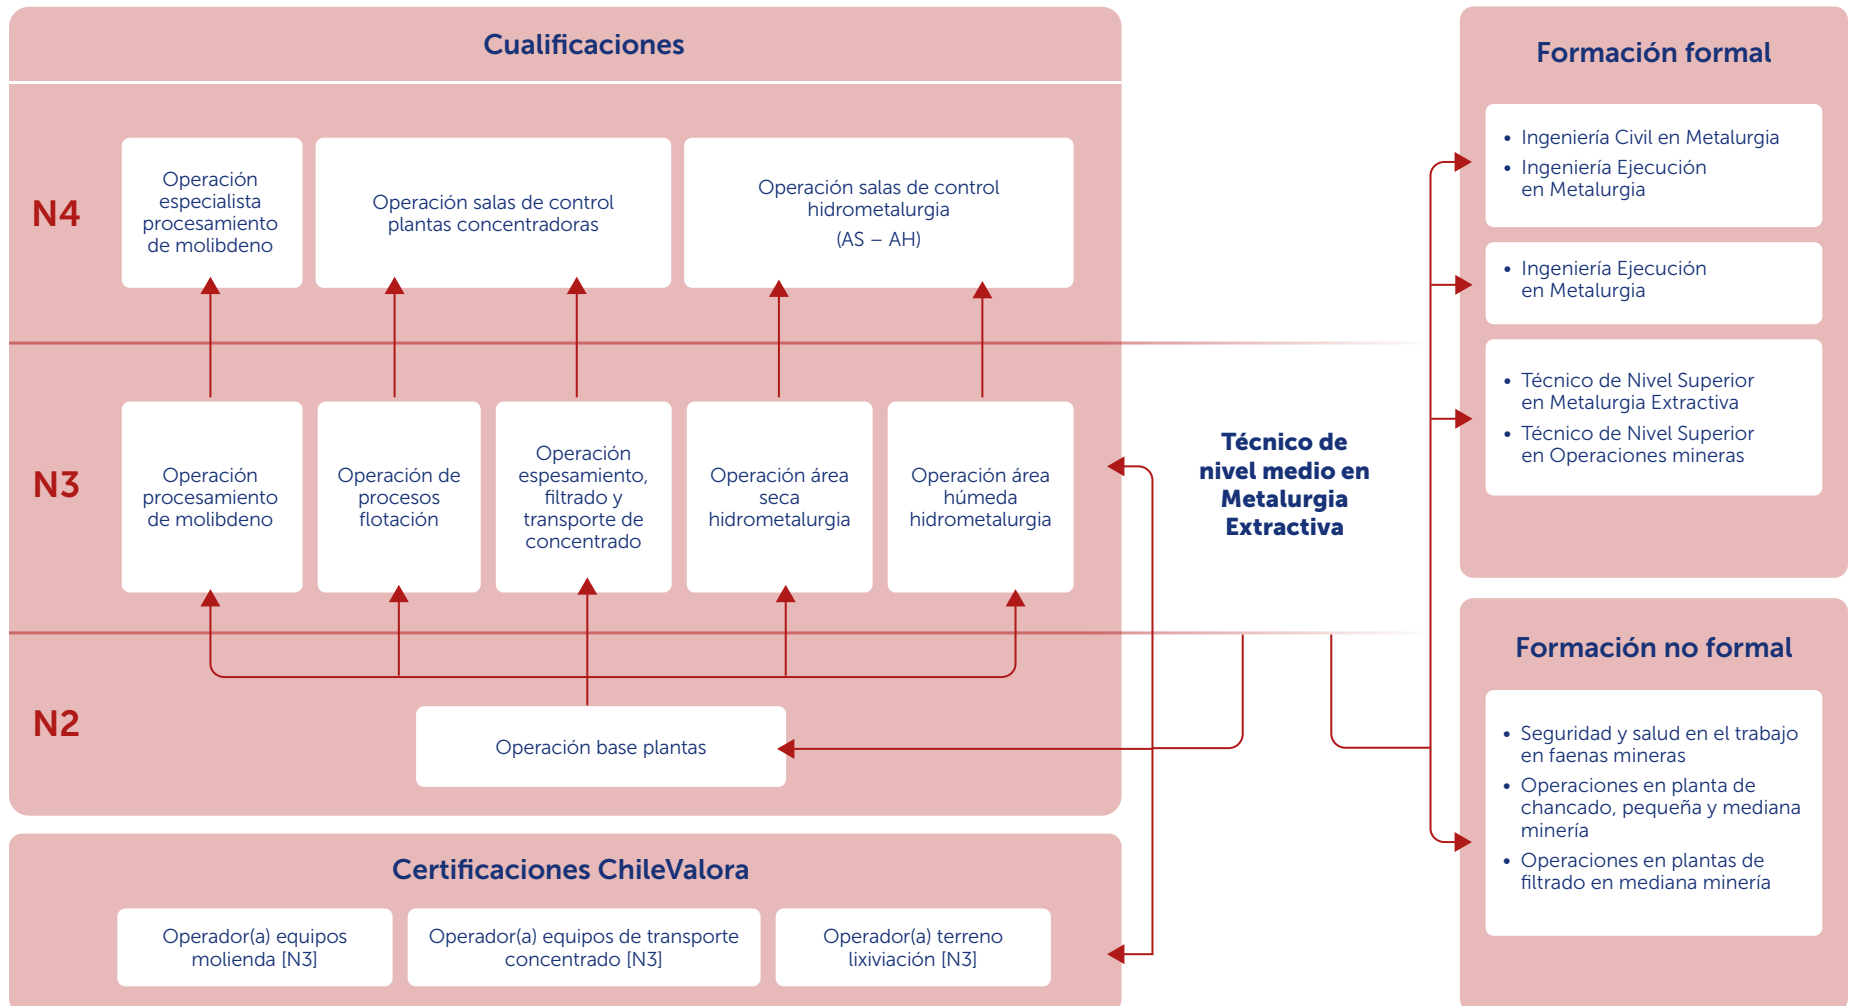 Cualificaciones
N4
Operación
especialista
procesamiento
de molibdeno
Operación salas de control
plantas concentradoras
Operación salas de control
hidrometalurgia
(AS – AH)
N3
Operación
procesamiento
de molibdeno
Operación de
procesos
flotación
Operación
espesamiento,
filtrado y
transporte de
concentrado
Operación área
seca
hidrometalurgia
Operación área
húmeda
hidrometalurgia
N2
Operación base plantas
Certificaciones ChileValora
Operador(a) equipos
molienda [N3]
Operador(a) equipos de transporte
concentrado [N3]
Operador(a) terreno
lixiviación [N3]
Técnico de
nivel medio en
Metalurgia
Extractiva
Formación formal
• Ingeniería Civil en Metalurgia
• Ingeniería Ejecución
en Metalurgia
• Ingeniería Ejecución
en Metalurgia
• Técnico de Nivel Superior
en Metalurgia Extractiva
• Técnico de Nivel Superior
en Operaciones mineras
Formación no formal
• Seguridad y salud en el trabajo
en faenas mineras
• Operaciones en planta de
chancado, pequeña y mediana
minería
• Operaciones en plantas de
filtrado en mediana minería